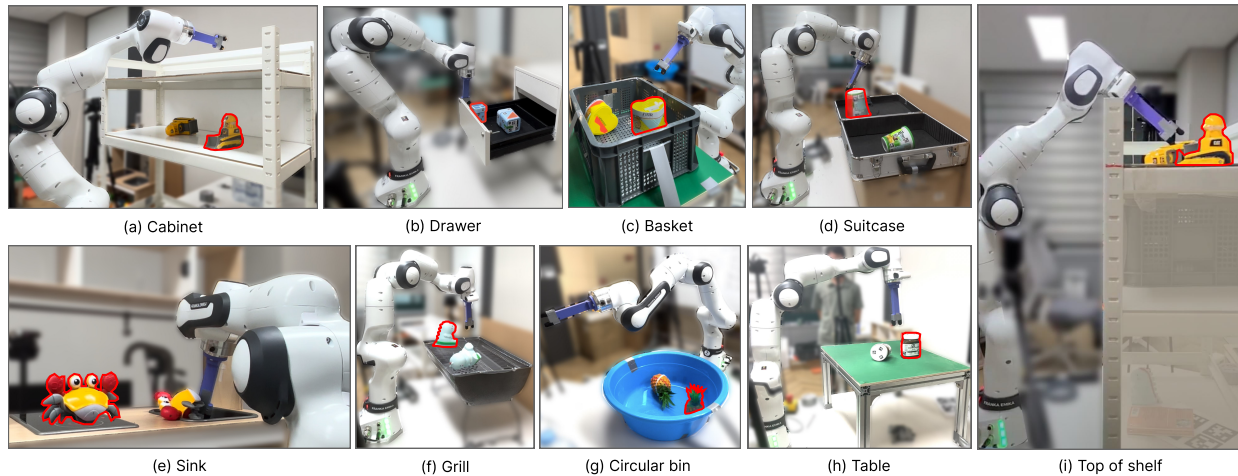 (a) Cabinet
(b) Drawer
(c) Basket
(d) Suitcase
(e) Sink
(f) Grill
(g) Circular bin
(h) Table
(i) Top of shelf